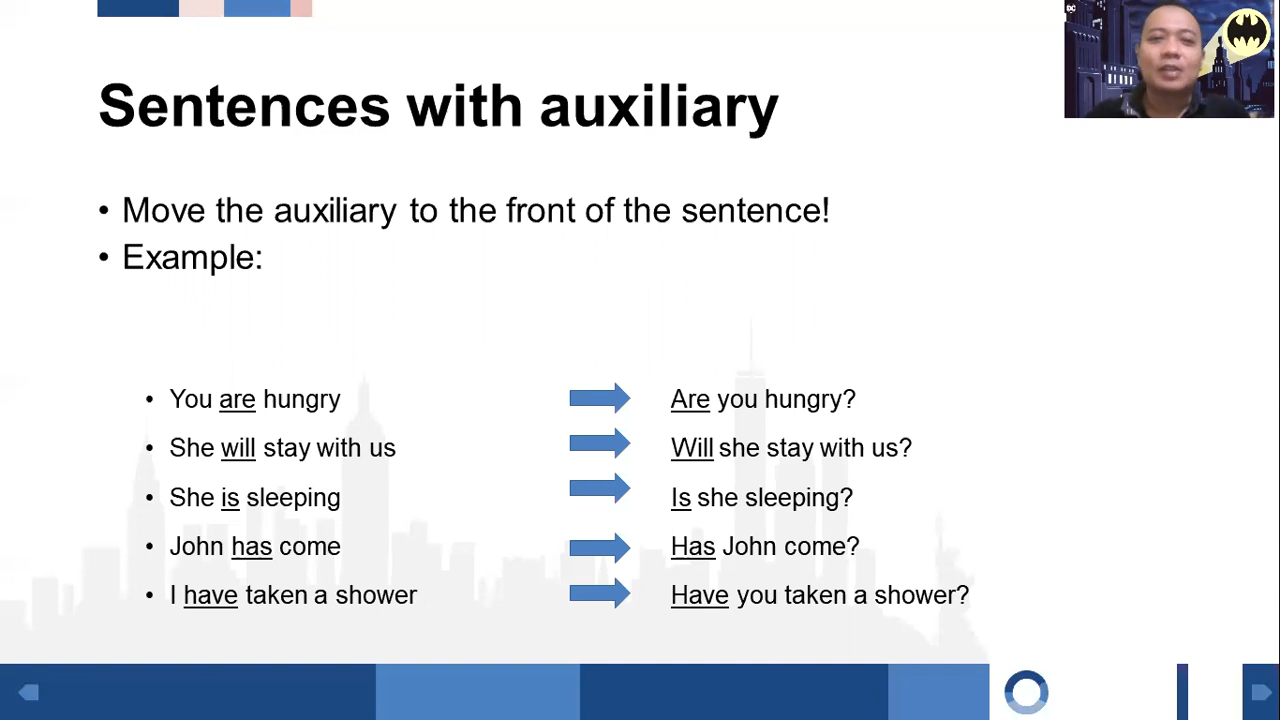 DC
Sentences with auxiliary
• Move the auxiliary to the front of the sentence!
• Example:
• You are hungry
Are you hungry?
• She will stay with us
Will she stay with us?
• She is sleeping
Is she sleeping?
• John has come
Has John come?
• I have taken a shower
Have you taken a shower?